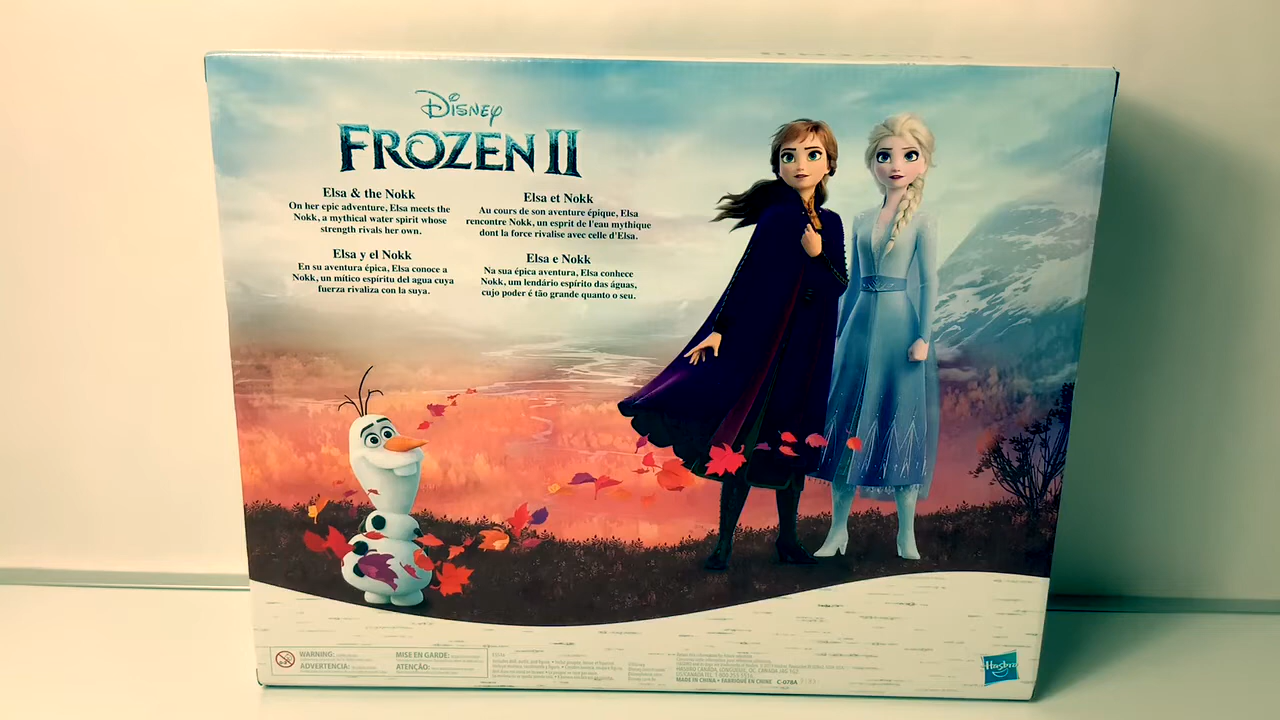 Disney
FROZEN II
Elsa & the Nokk
On her epic adventure, Elsa meets the
Nokk, a mythical water spirit whose
strength rivals her own.
Elsa et Nokk
Au cours de son aventure épique, Elsa
rencontre Nokk, un esprit de l'eau mythique
dont la force rivalise avec celle d'Elsa.
Elsa y el Nokk
En su aventura épica, Elsa conoce a
Nokk, un mítico espíritu del agua cuya
fuerza rivaliza con la suya.
Elsa e Nokk
Na sua épica aventura, Elsa conhece
Nokk, um lendário espírito das águas,
cujo poder é tão grande quanto o seu.
WARNING:
ADVERTENCIA:
MISE EN GARDE:
ATENÇÃO:
MADE IN CHINA • FABRIQUÉ EN CHINE C-078A
Hasbro